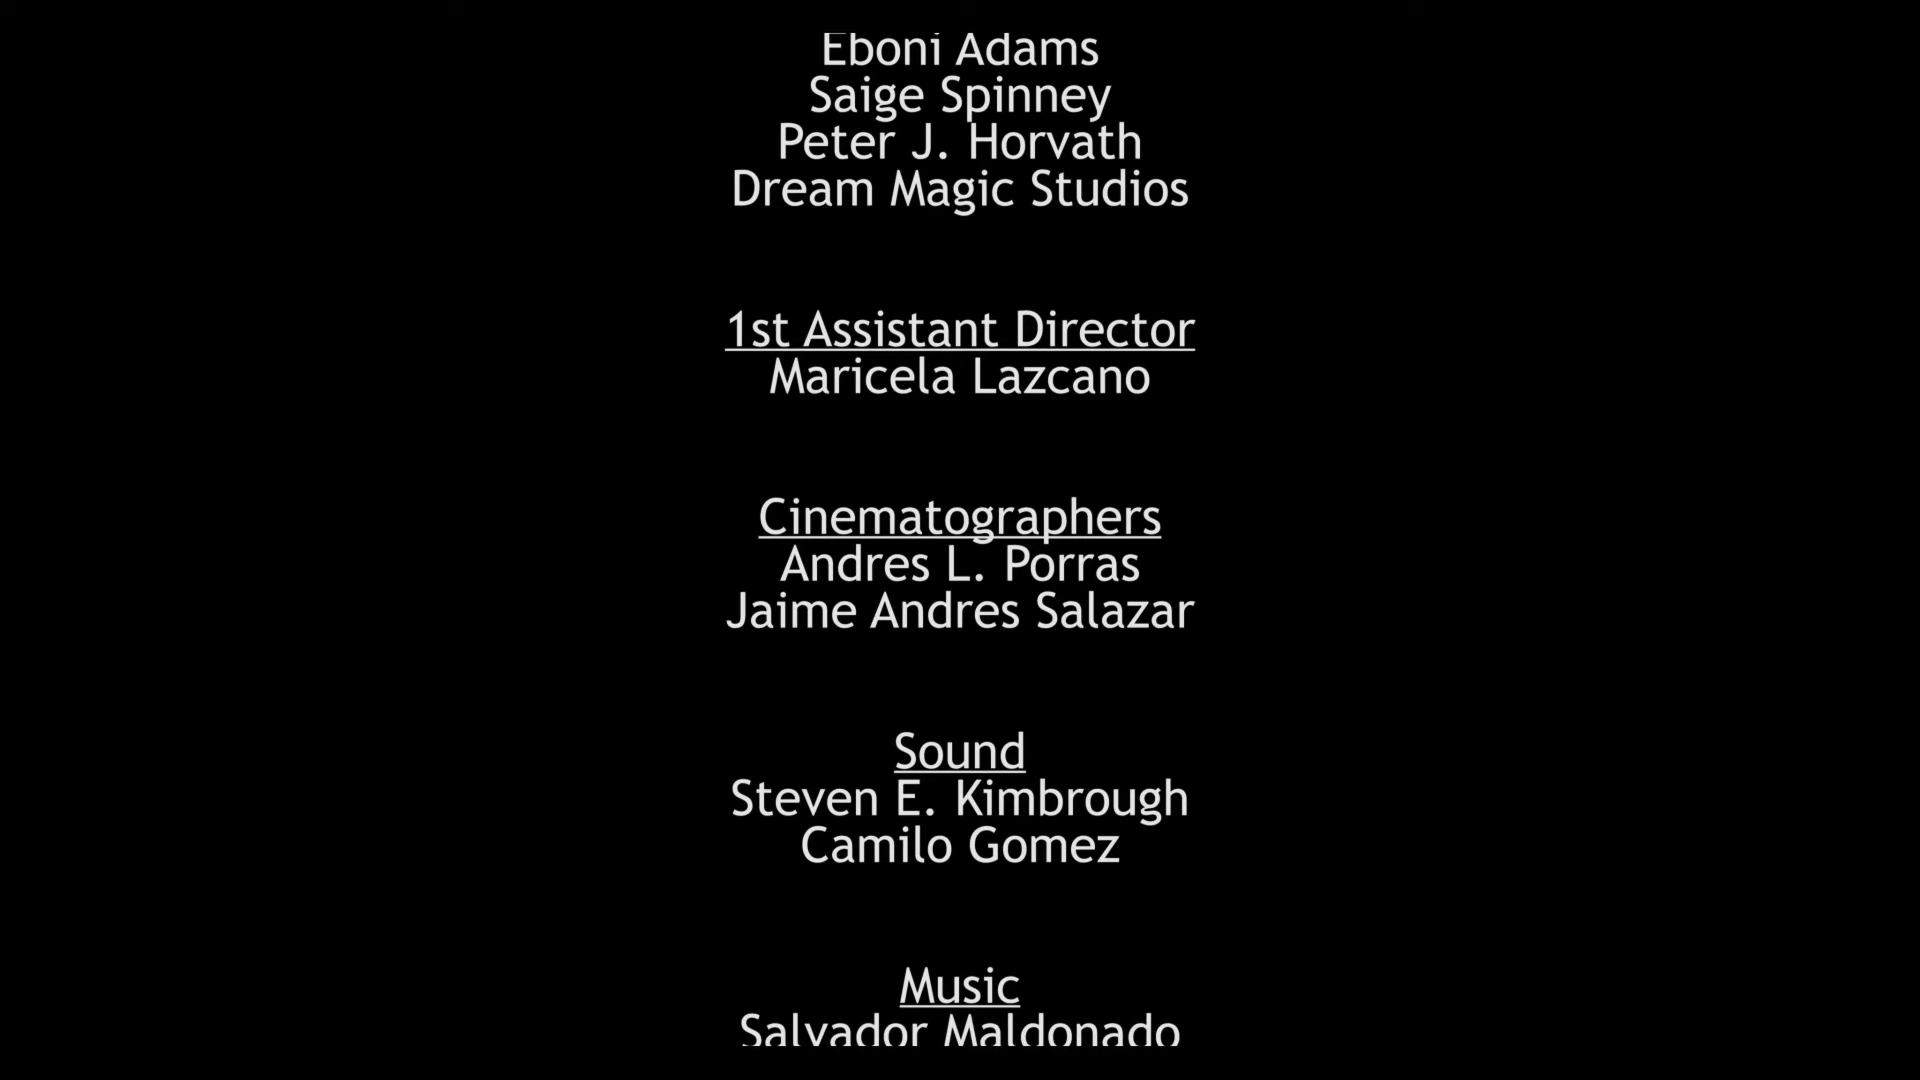 Eboni Adams
Saige Spinney
Peter J. Horvath
Dream Magic Studios
1st Assistant Director
Maricela Lazcano
Cinematographers
Andres L. Porras
Jaime Andres Salazar
Sound
Steven E. Kimbrough
Camilo Gomez
Music
Salvador Maldonado